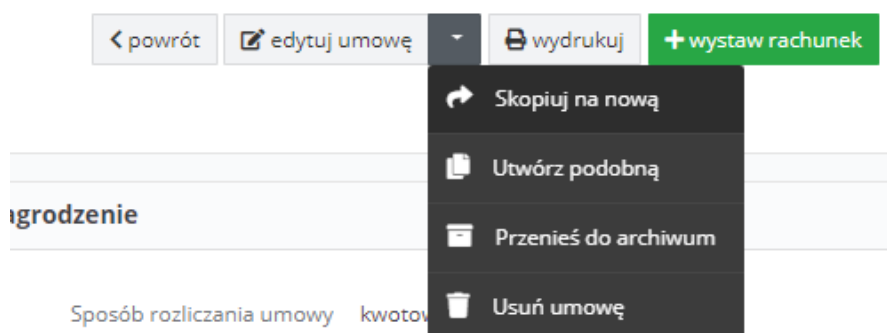 powrót edytuj umowę wydrukuj wystaw rachunek
Skopiuj na nową
Utwórz podobną
Przenieś do archiwum
Usuń umowę
Sposób rozliczania umowy